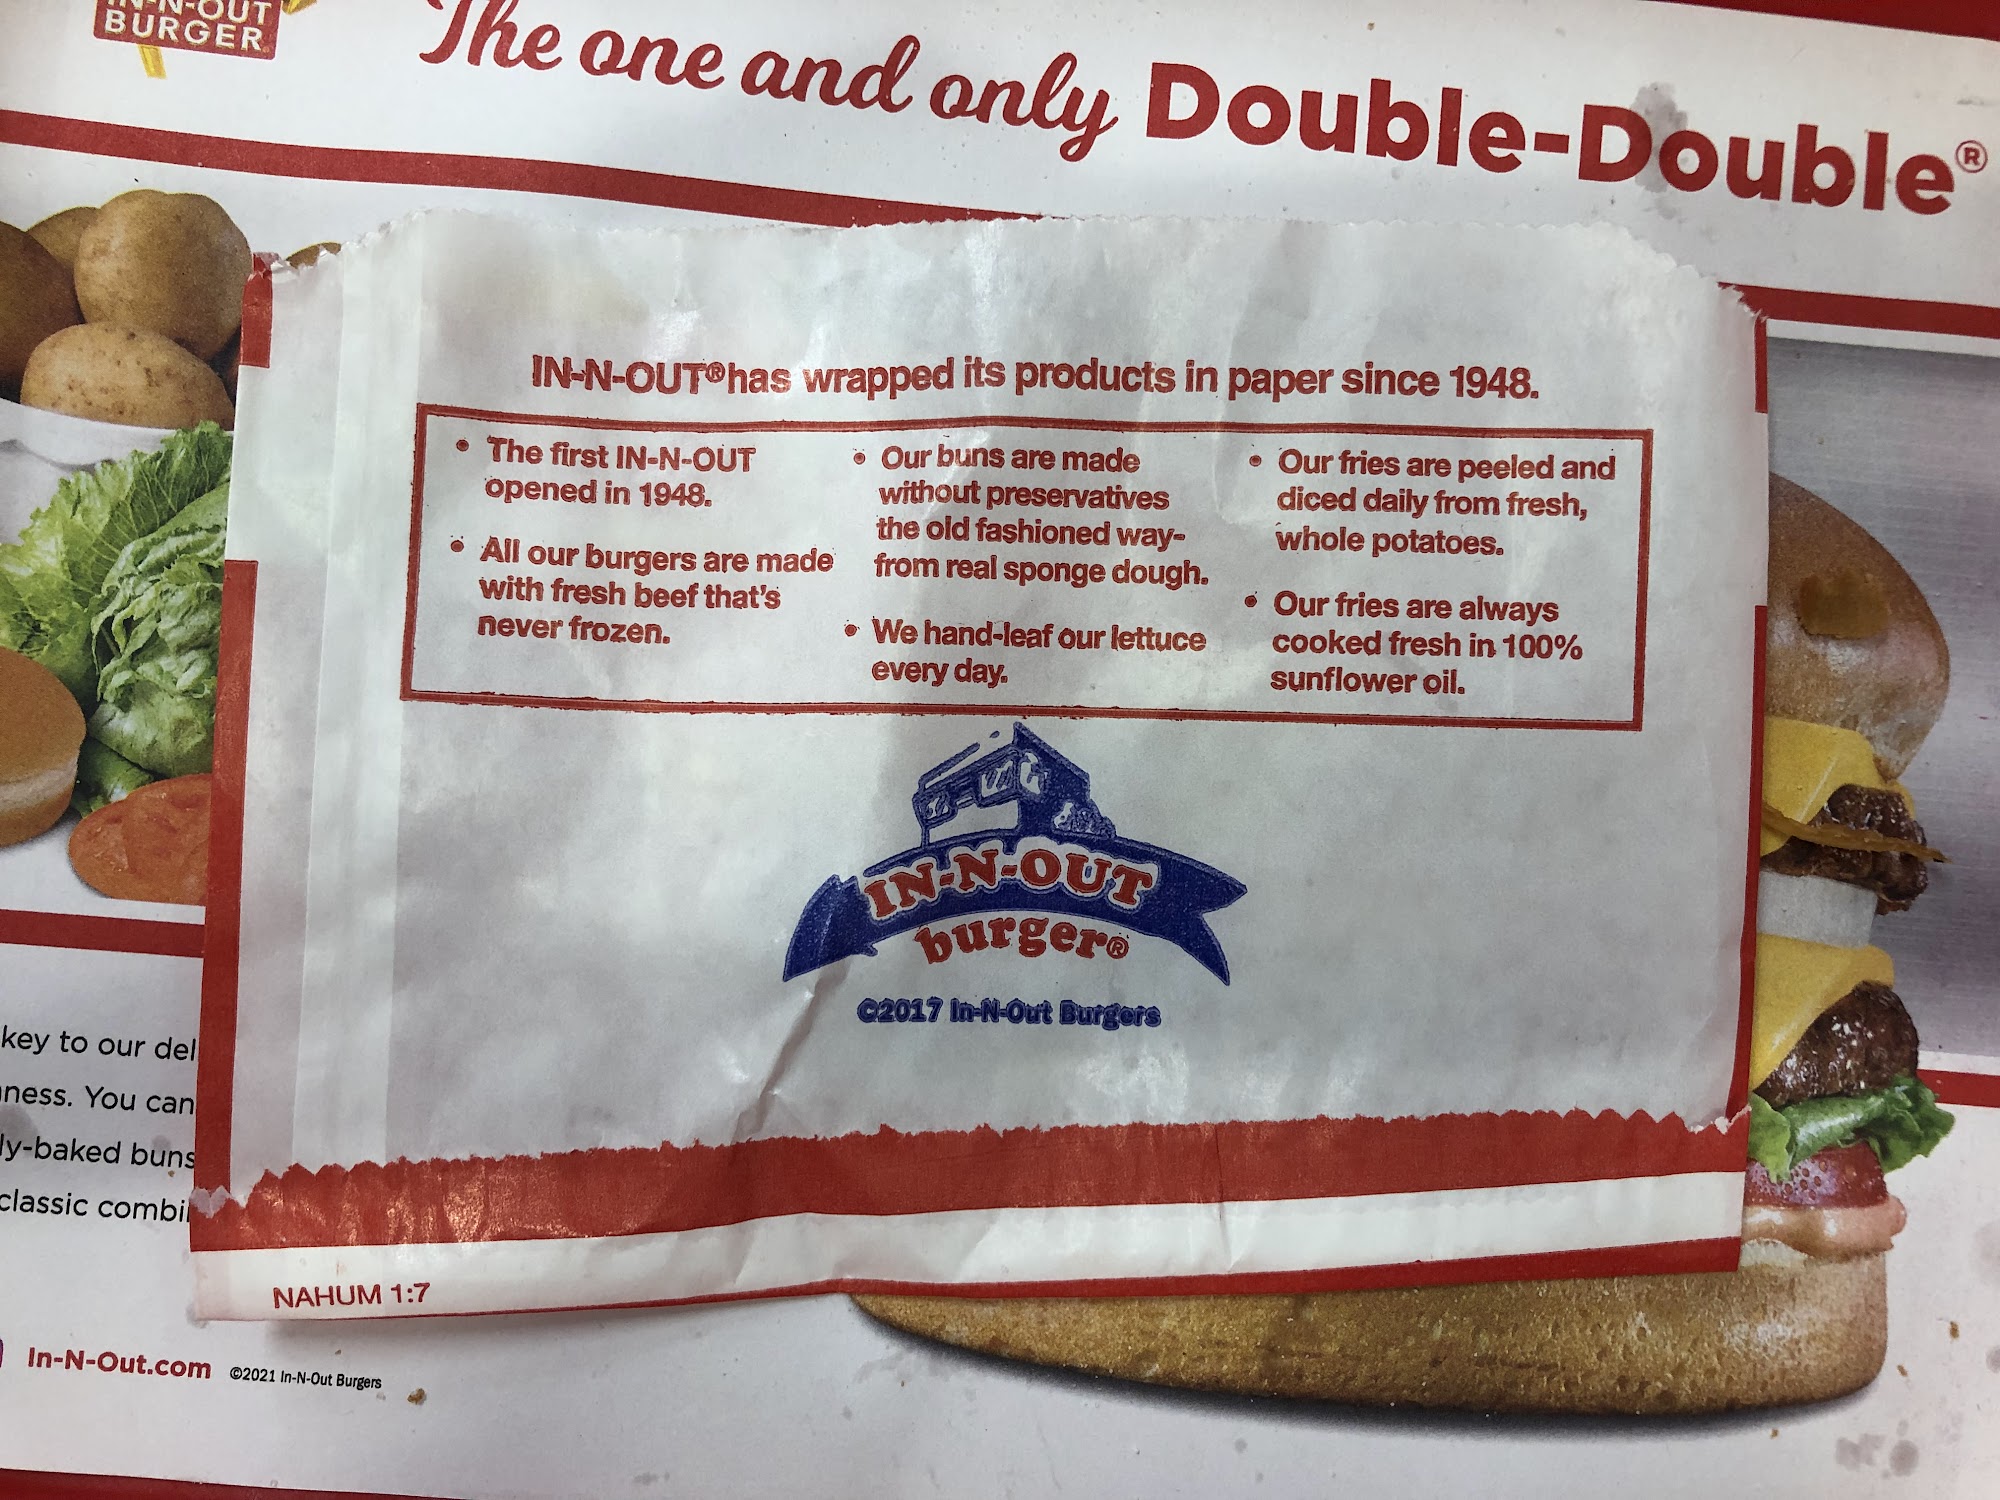 IN-N-OUT
BURGER
The one and only Double-Double®
IN-N-OUT® has wrapped its products in paper since 1948.
• The first IN-N-OUT
opened in 1948.
• All our burgers are made
with fresh beef that's
never frozen.
• Our buns are made
without preservatives
the old fashioned way-
from real sponge dough.
• We hand-leaf our lettuce
every day.
• Our fries are peeled and
diced daily from fresh,
whole potatoes.
• Our fries are always
cooked fresh in 100%
sunflower oil.
IN-N-OUT
burger®
©2017 In-N-Out Burgers
key to our del
ness. You can
ly-baked buns
classic combi
NAHUM 1:7
In-N-Out.com ©2021 In-N-Out Burgers